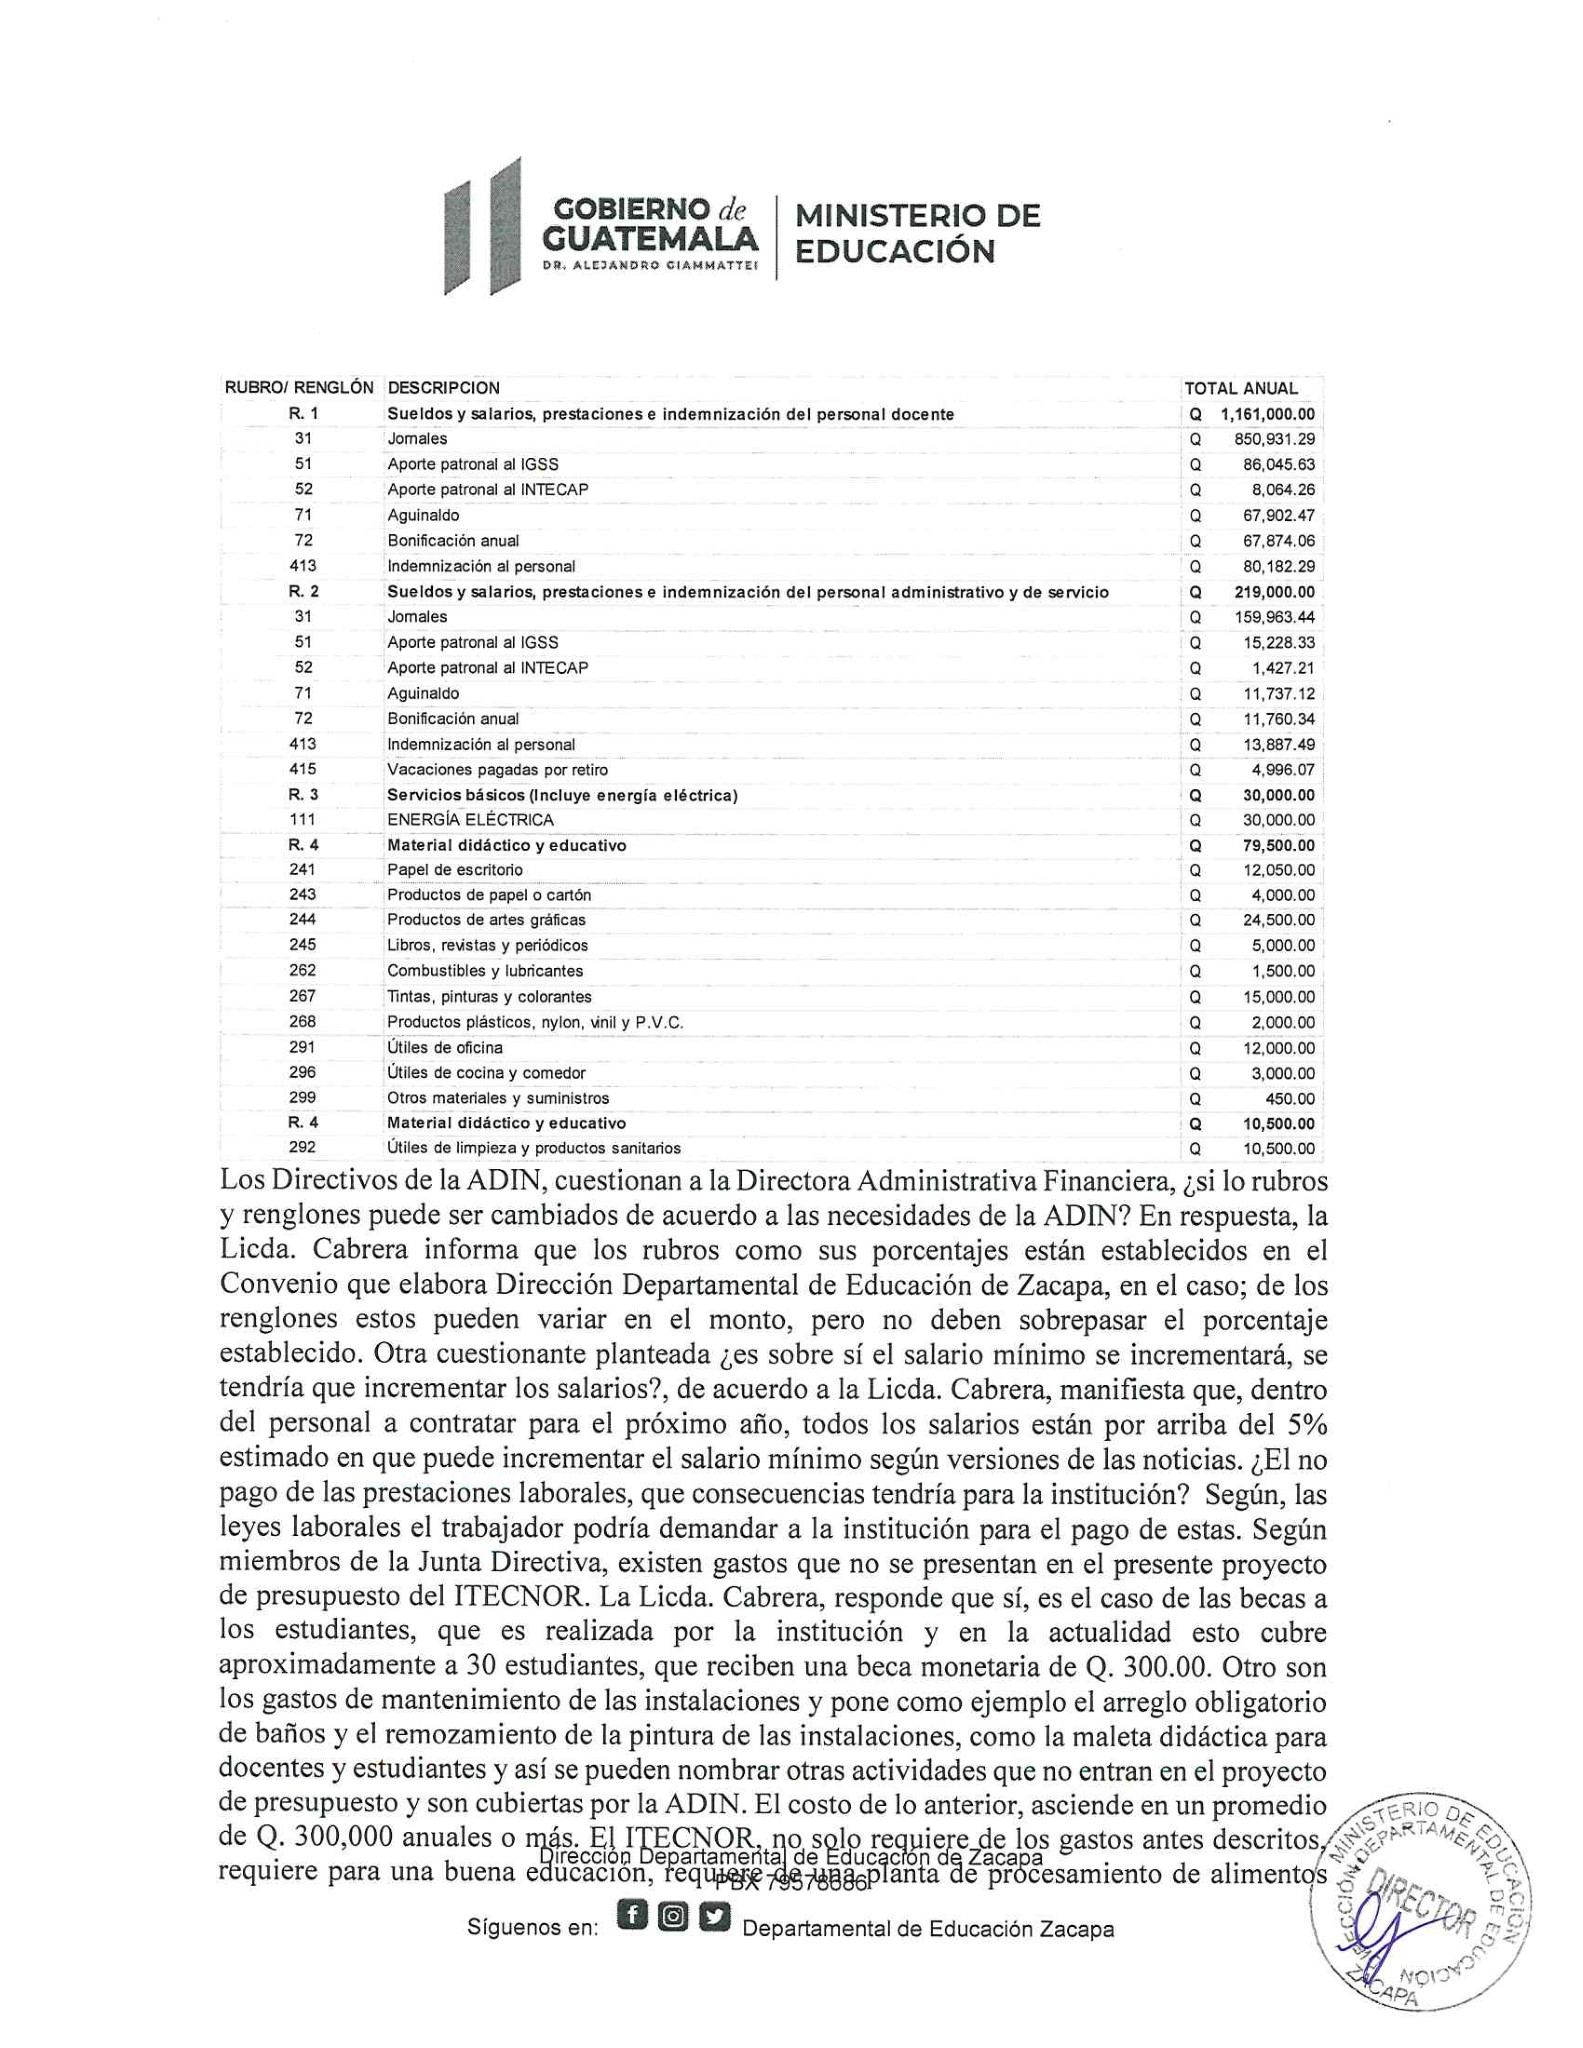 GOBIERNO de
GUATEMALA
DR. ALEJANDRO GIAMMATTEI
MINISTERIO DE
EDUCACIÓN
RUBRO/ RENGLÓN DESCRIPCION TOTAL ANUAL
R. 1 Sueldos y salarios, prestaciones e indemnización del personal docente Q 1,161,000.00
31 Jornales Q 850,931.29
51 Aporte patronal al IGSS Q 86,045.63
52 Aporte patronal al INTECAP Q 8,064.26
71 Aguinaldo Q 67,902.47
72 Bonificación anual Q 67,874.06
413 Indemnización al personal Q 80,182.29
R. 2 Sueldos y salarios, prestaciones e indemnización del personal administrativo y de servicio Q 219,000.00
31 Jornales Q 159,963.44
51 Aporte patronal al IGSS Q 15,228.33
52 Aporte patronal al INTECAP Q 1,427.21
71 Aguinaldo Q 11,737.12
72 Bonificación anual Q 11,760.34
413 Indemnización al personal Q 13,887.49
415 Vacaciones pagadas por retiro Q 4,996.07
R. 3 Servicios básicos (Incluye energía eléctrica) Q 30,000.00
111 ENERGÍA ELÉCTRICA Q 30,000.00
R. 4 Material didáctico y educativo Q 79,500.00
241 Papel de escritorio Q 12,050.00
243 Productos de papel o cartón Q 4,000.00
244 Productos de artes gráficas Q 24,500.00
245 Libros, revistas y periódicos Q 5,000.00
262 Combustibles y lubricantes Q 1,500.00
267 Tintas, pinturas y colorantes Q 15,000.00
268 Productos plásticos, nylon, vinil y P.V.C. Q 2,000.00
291 Útiles de oficina Q 12,000.00
296 Útiles de cocina y comedor Q 3,000.00
299 Otros materiales y suministros Q 450.00
R. 4 Material didáctico y educativo Q 10,500.00
292 Útiles de limpieza y productos sanitarios Q 10,500.00
Los Directivos de la ADIN, cuestionan a la Directora Administrativa Financiera, ¿si lo rubros
y renglones puede ser cambiados de acuerdo a las necesidades de la ADIN? En respuesta, la
Licda. Cabrera informa que los rubros como sus porcentajes están establecidos en el
Convenio que elabora Dirección Departamental de Educación de Zacapa, en el caso; de los
renglones estos pueden variar en el monto, pero no deben sobrepasar el porcentaje
establecido. Otra cuestionante planteada ¿es sobre sí el salario mínimo se incrementará, se
tendría que incrementar los salarios?, de acuerdo a la Licda. Cabrera, manifiesta que, dentro
del personal a contratar para el próximo año, todos los salarios están por arriba del 5%
estimado en que puede incrementar el salario mínimo según versiones de las noticias. ¿El no
pago de las prestaciones laborales, que consecuencias tendría para la institución? Según, las
leyes laborales el trabajador podría demandar a la institución para el pago de estas. Según
miembros de la Junta Directiva, existen gastos que no se presentan en el presente proyecto
de presupuesto del ITECNOR. La Licda. Cabrera, responde que sí, es el caso de las becas a
los estudiantes, que es realizada por la institución y en la actualidad esto cubre
aproximadamente a 30 estudiantes, que reciben una beca monetaria de Q. 300.00. Otro son
los gastos de mantenimiento de las instalaciones y pone como ejemplo el arreglo obligatorio
de baños y el remozamiento de la pintura de las instalaciones, como la maleta didáctica para
docentes y estudiantes y así se pueden nombrar otras actividades que no entran en el proyecto
de presupuesto y son cubiertas por la ADIN. El costo de lo anterior, asciende en un promedio
de Q. 300,000 anuales o más. El ITECNOR, no solo requiere de los gastos antes descritos,
requiere para una buena educación, requiere de una planta de procesamiento de alimentos
Dirección Departamental de Educación de Zacapa
PBX 79578686
Síguenos en: Departamental de Educación Zacapa
MINISTERIO DE EDUCACIÓN
DIRECCIÓN DEPARTAMENTAL DE EDUCACIÓN
DIRECTOR
ZACAPA